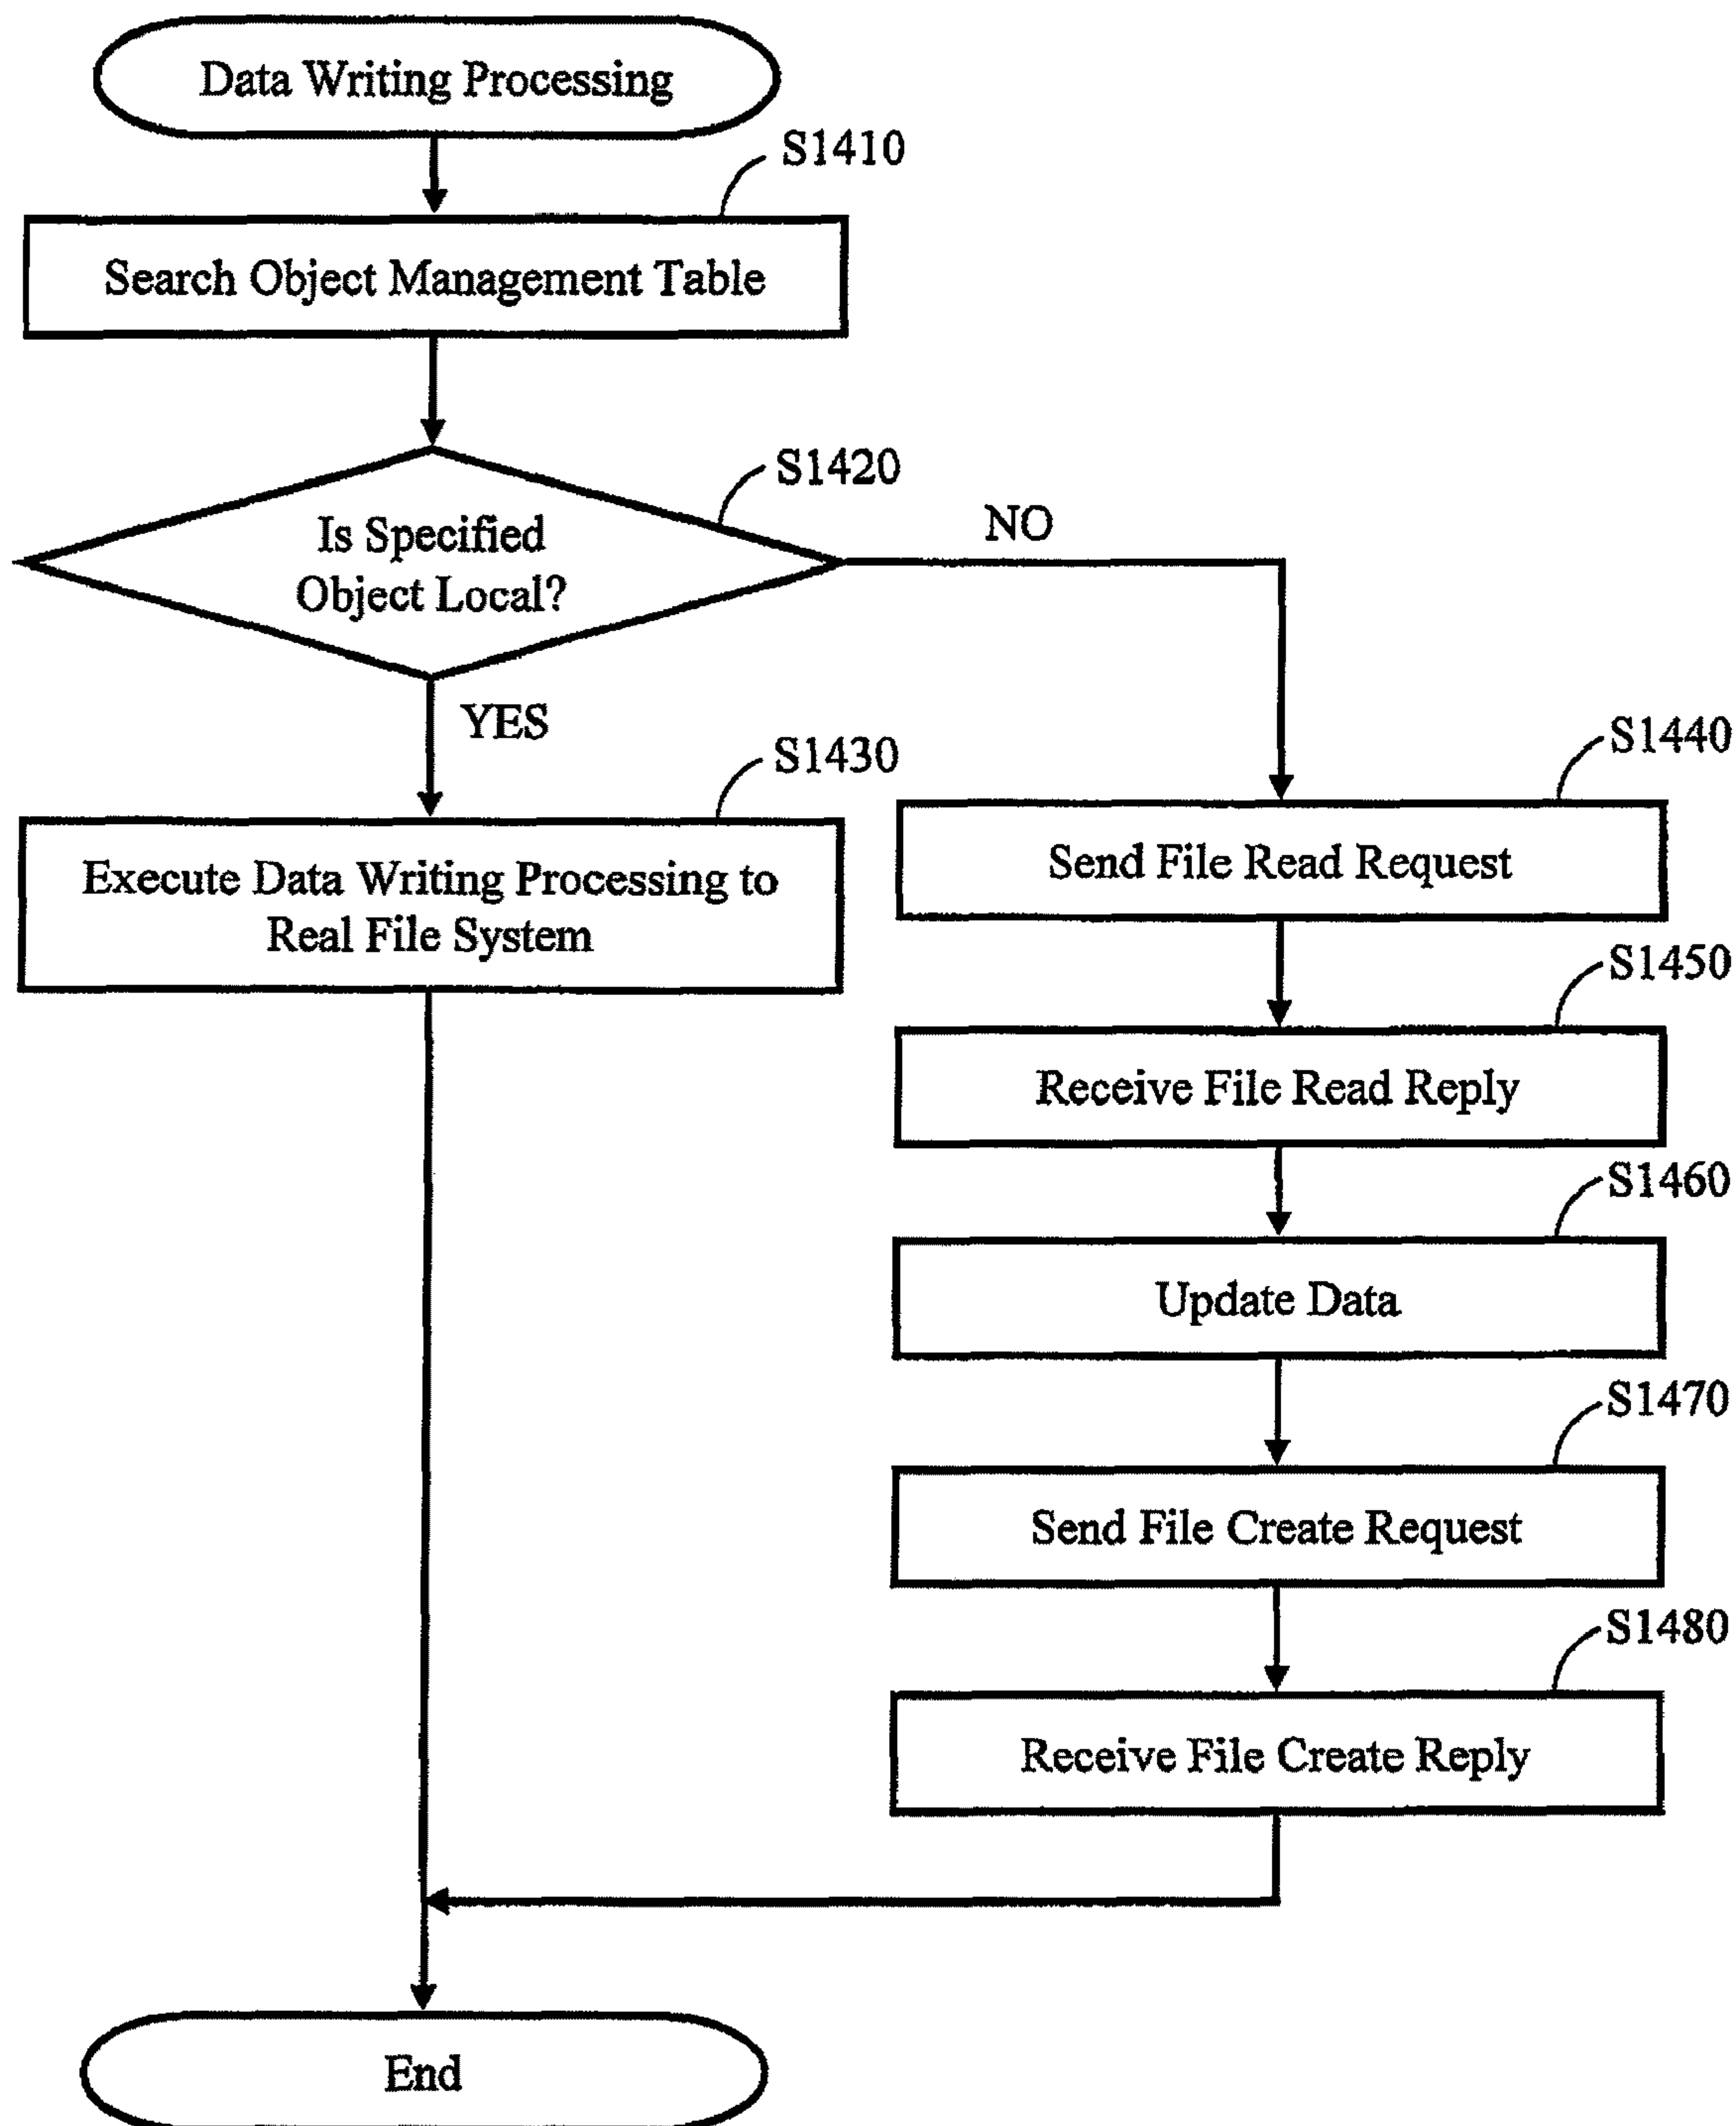 Data Writing Processing
S1410
Search Object Management Table
S1420
Is Specified
Object Local?
NO
YES
S1430
Execute Data Writing Processing to
Real File System
S1440
Send File Read Request
S1450
Receive File Read Reply
S1460
Update Data
S1470
Send File Create Request
S1480
Receive File Create Reply
End